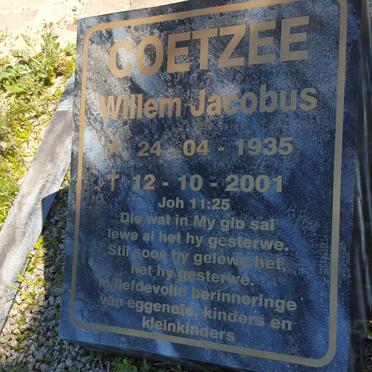 COETZEE
Willem Jacobus
* 24 - 04 - 1935
† 12 - 10 - 2001
Joh 11:25
Die wat in My glo sal
lewe al het hy gesterwe.
Stil soos hy gelewe het,
het hy gesterwe.
In liefdevolle herinneringe
van eggenote, kinders en
kleinkinders